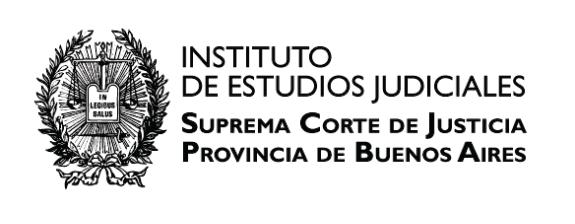 IN
LEGIBUS
SALUS
INSTITUTO
DE ESTUDIOS JUDICIALES
SUPREMA CORTE DE JUSTICIA
PROVINCIA DE BUENOS AIRES